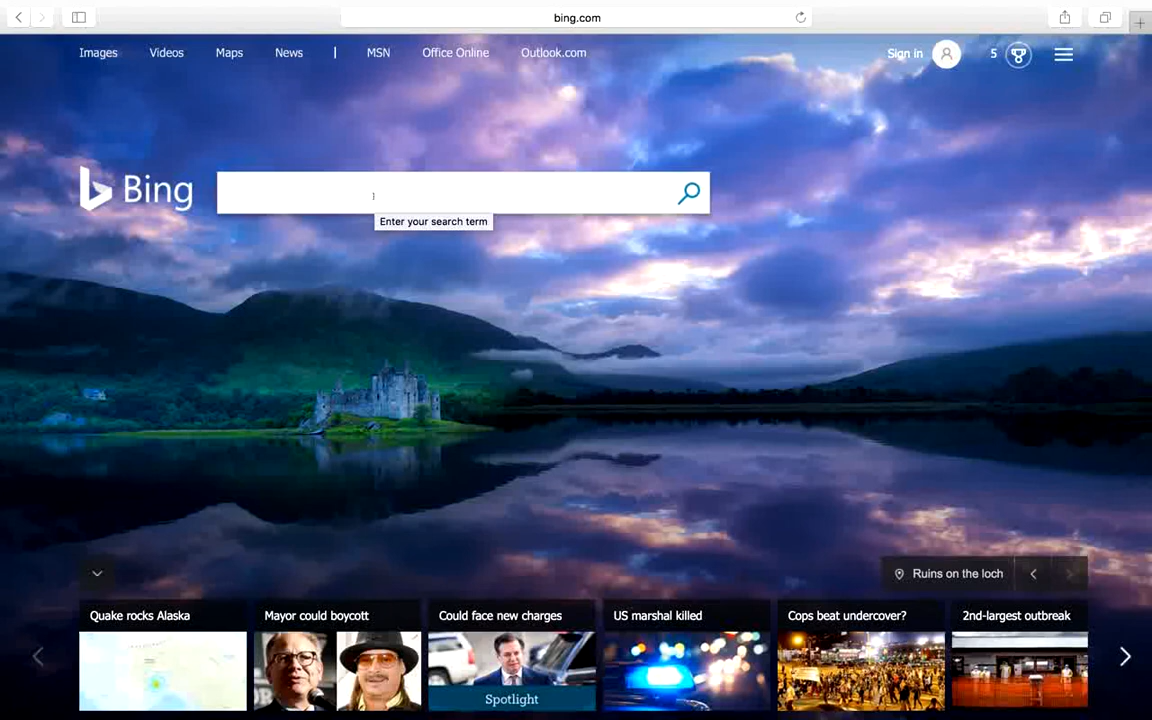 bing.com
Images Videos Maps News | MSN Office Online Outlook.com
Sign in 5
Bing
Enter your search term
Ruins on the loch
Quake rocks Alaska
Mayor could boycott
Could face new charges
US marshal killed
Cops beat undercover?
2nd-largest outbreak
Spotlight